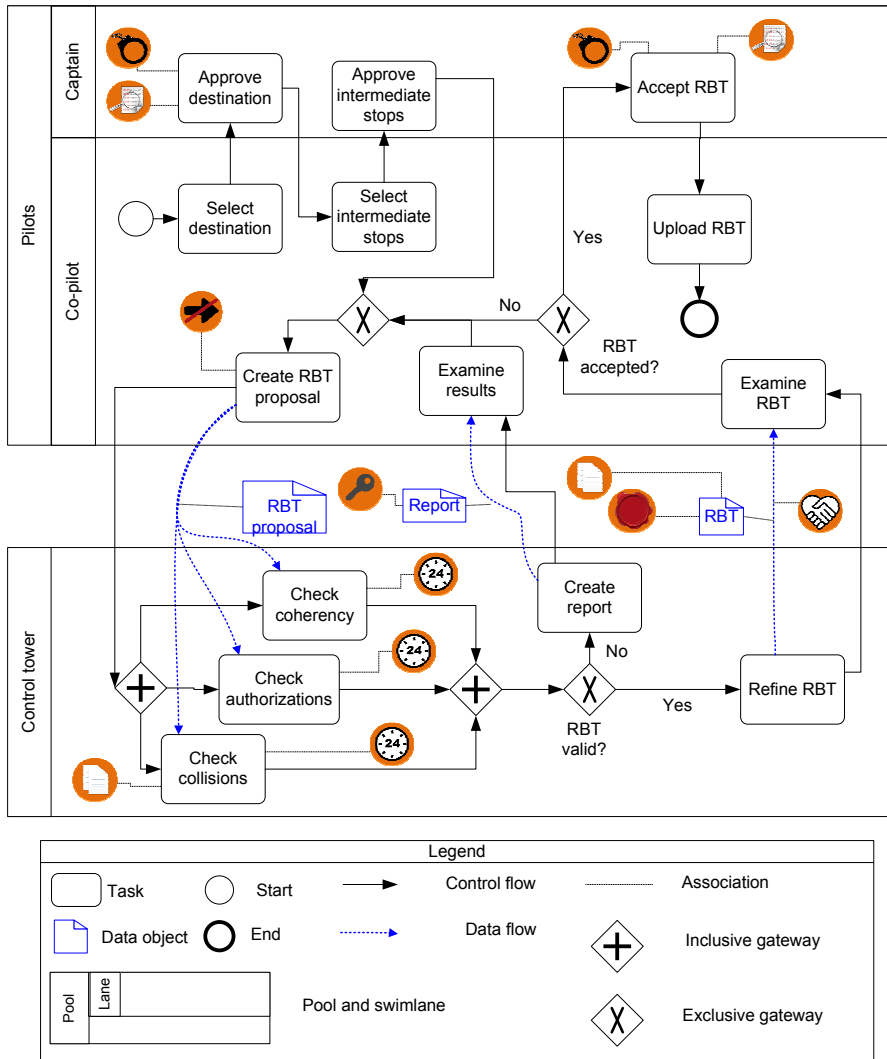 Pilots
Captain
Approve
destination
Approve
intermediate
stops
Accept RBT
Co-pilot
Select
destination
Select
intermediate
stops
Upload RBT
Yes
No
RBT
accepted?
Create RBT
proposal
Examine
results
Examine
RBT
RBT
proposal
Report
RBT
Control tower
Check
coherency
24
Create
report
Check
authorizations
24
No
Refine RBT
RBT
valid?
Yes
Check
collisions
24
Legend
Task
Start
Control flow
Association
Data object
End
Data flow
Inclusive gateway
Pool
Lane
Pool and swimlane
Exclusive gateway